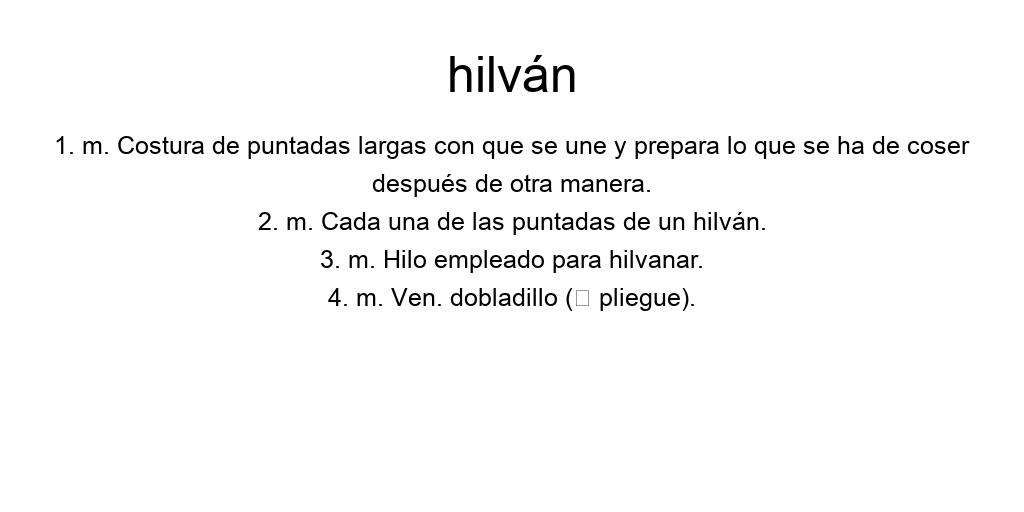 hilván
1. m. Costura de puntadas largas con que se une y prepara lo que se ha de coser
después de otra manera.
2. m. Cada una de las puntadas de un hilván.
3. m. Hilo empleado para hilvanar.
4. m. Ven. dobladillo (□ pliegue).